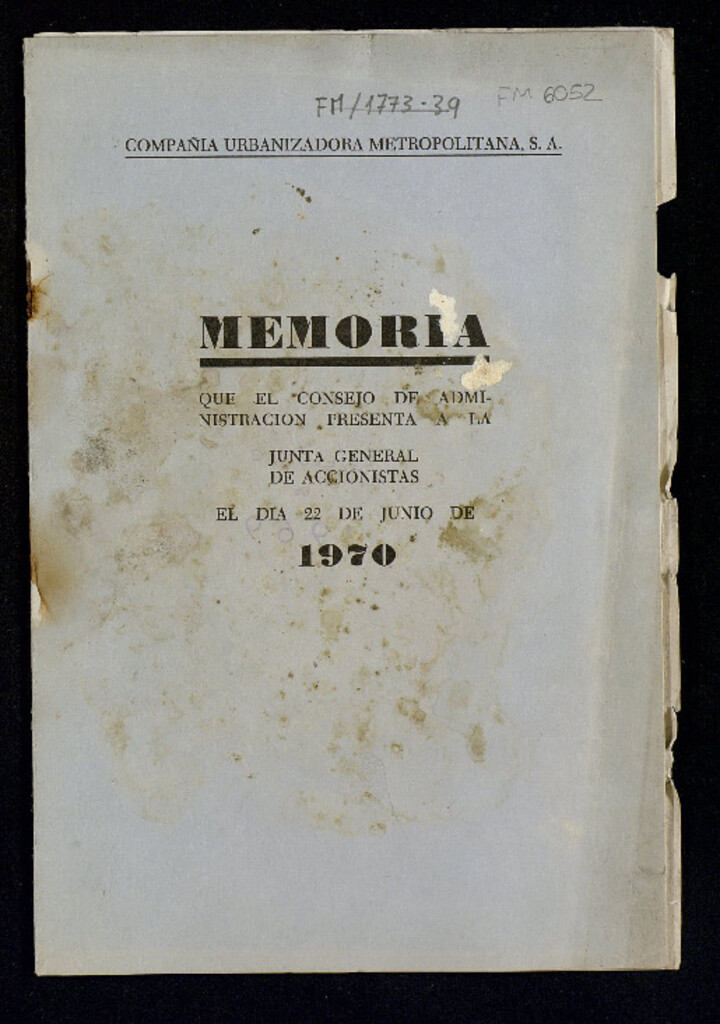 FM/1773-39 FM 6052
COMPAÑIA URBANIZADORA METROPOLITANA, S. A.
MEMORIA
QUE EL CONSEJO DE ADMI-
NISTRACION PRESENTA A LA
JUNTA GENERAL
DE ACCIONISTAS
EL DIA 22 DE JUNIO DE
1970